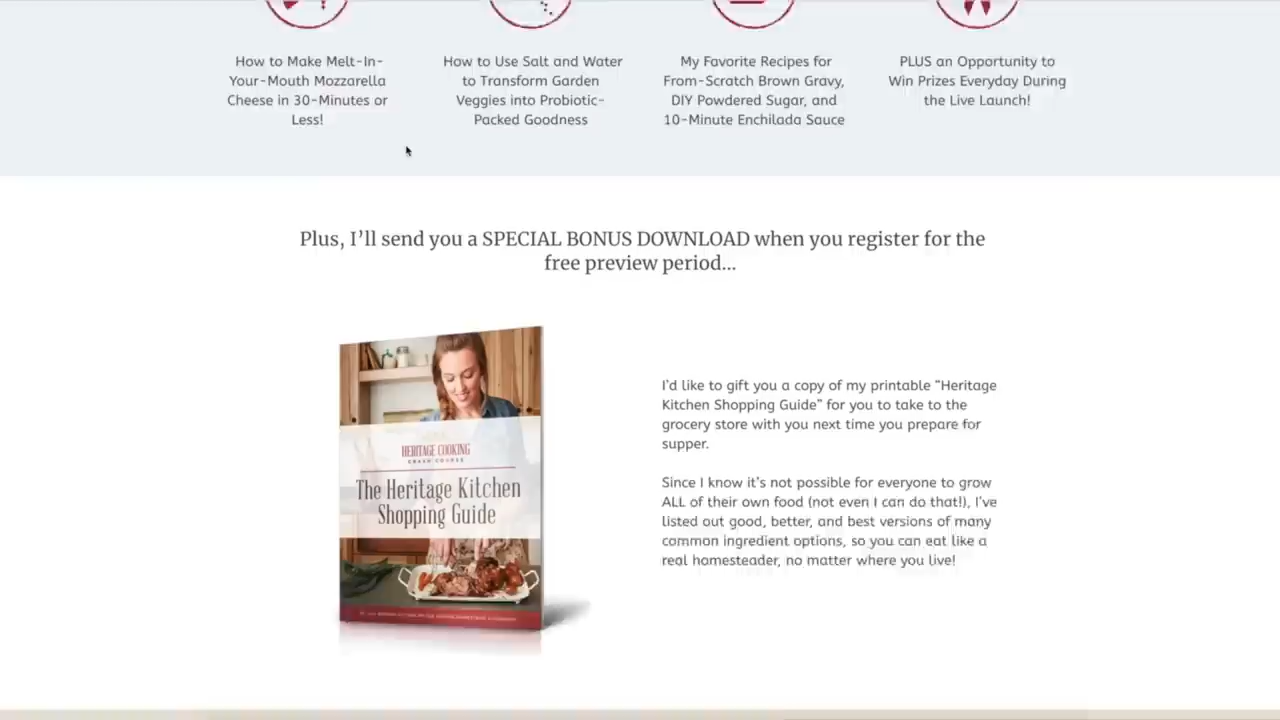 How to Make Melt-In-
Your-Mouth Mozzarella
Cheese in 30-Minutes or
Less!
How to Use Salt and Water
to Transform Garden
Veggies into Probiotic-
Packed Goodness
My Favorite Recipes for
From-Scratch Brown Gravy,
DIY Powdered Sugar, and
10-Minute Enchilada Sauce
PLUS an Opportunity to
Win Prizes Everyday During
the Live Launch!
Plus, I’ll send you a SPECIAL BONUS DOWNLOAD when you register for the
free preview period...
HERITAGE COOKING
CRASH COURSE
The Heritage Kitchen
Shopping Guide
I’d like to gift you a copy of my printable “Heritage
Kitchen Shopping Guide” for you to take to the
grocery store with you next time you prepare for
supper.
Since I know it’s not possible for everyone to grow
ALL of their own food (not even I can do that!), I’ve
listed out good, better, and best versions of many
common ingredient options, so you can eat like a
real homesteader, no matter where you live!